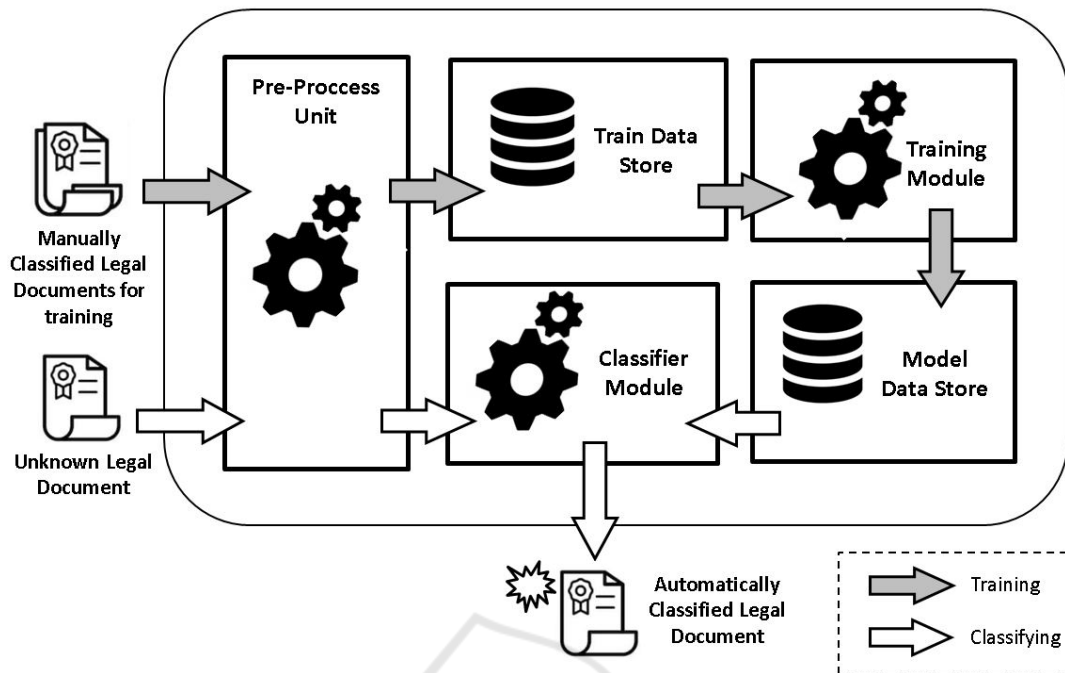 Pre-Proccess
Unit
Train Data
Store
Training
Module
Manually
Classified Legal
Documents for
training
Classifier
Module
Model
Data Store
Unknown Legal
Document
Automatically
Classified Legal
Document
Training
Classifying